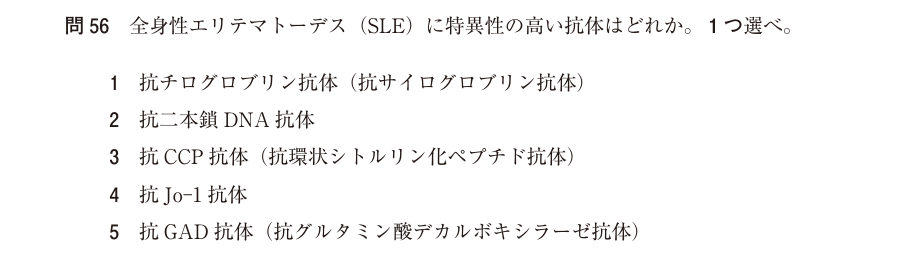 問 56　全身性エリテマトーデス（SLE）に特異性の高い抗体はどれか。1つ選べ。
1　抗チログロブリン抗体（抗サイログロブリン抗体）
2　抗二本鎖 DNA 抗体
3　抗 CCP 抗体（抗環状シトルリン化ペプチド抗体）
4　抗 Jo-1 抗体
5　抗 GAD 抗体（抗グルタミン酸デカルボキシラーゼ抗体）